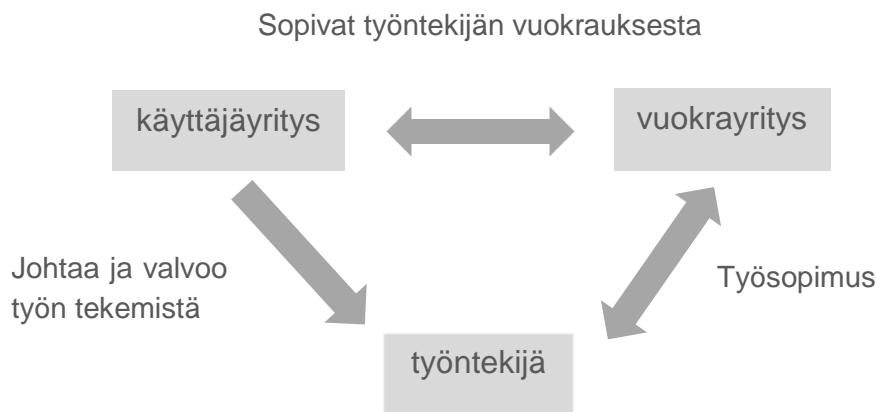 Sopivat työntekijän vuokrauksesta
käyttäjäyritys
vuokrayritys
Johtaa ja valvoo
työn tekemistä
Työsopimus
työntekijä